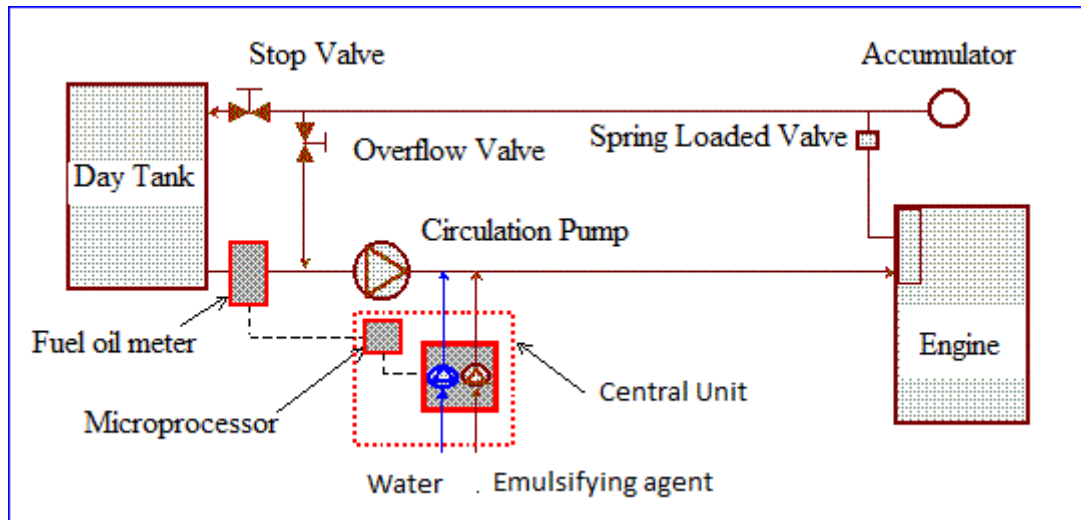 Stop Valve
Accumulator
Overflow Valve
Spring Loaded Valve
Day Tank
Circulation Pump
Fuel oil meter
Engine
Central Unit
Microprocessor
Water . Emulsifying agent